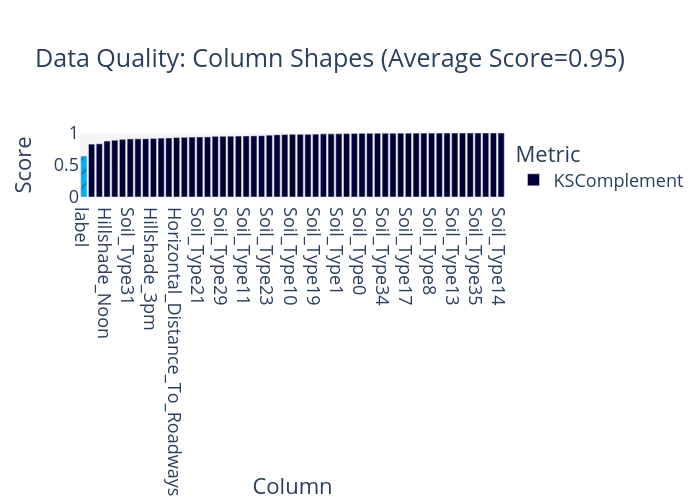 Data Quality: Column Shapes (Average Score=0.95)
Score
1
0.5
0
label
Hillshade_Noon
Soil_Type31
Hillshade_3pm
Horizontal_Distance_To_Roadways
Soil_Type21
Soil_Type29
Soil_Type11
Soil_Type23
Soil_Type10
Soil_Type19
Soil_Type1
Soil_Type0
Soil_Type34
Soil_Type17
Soil_Type8
Soil_Type13
Soil_Type35
Soil_Type14
Column
Metric
KSComplement